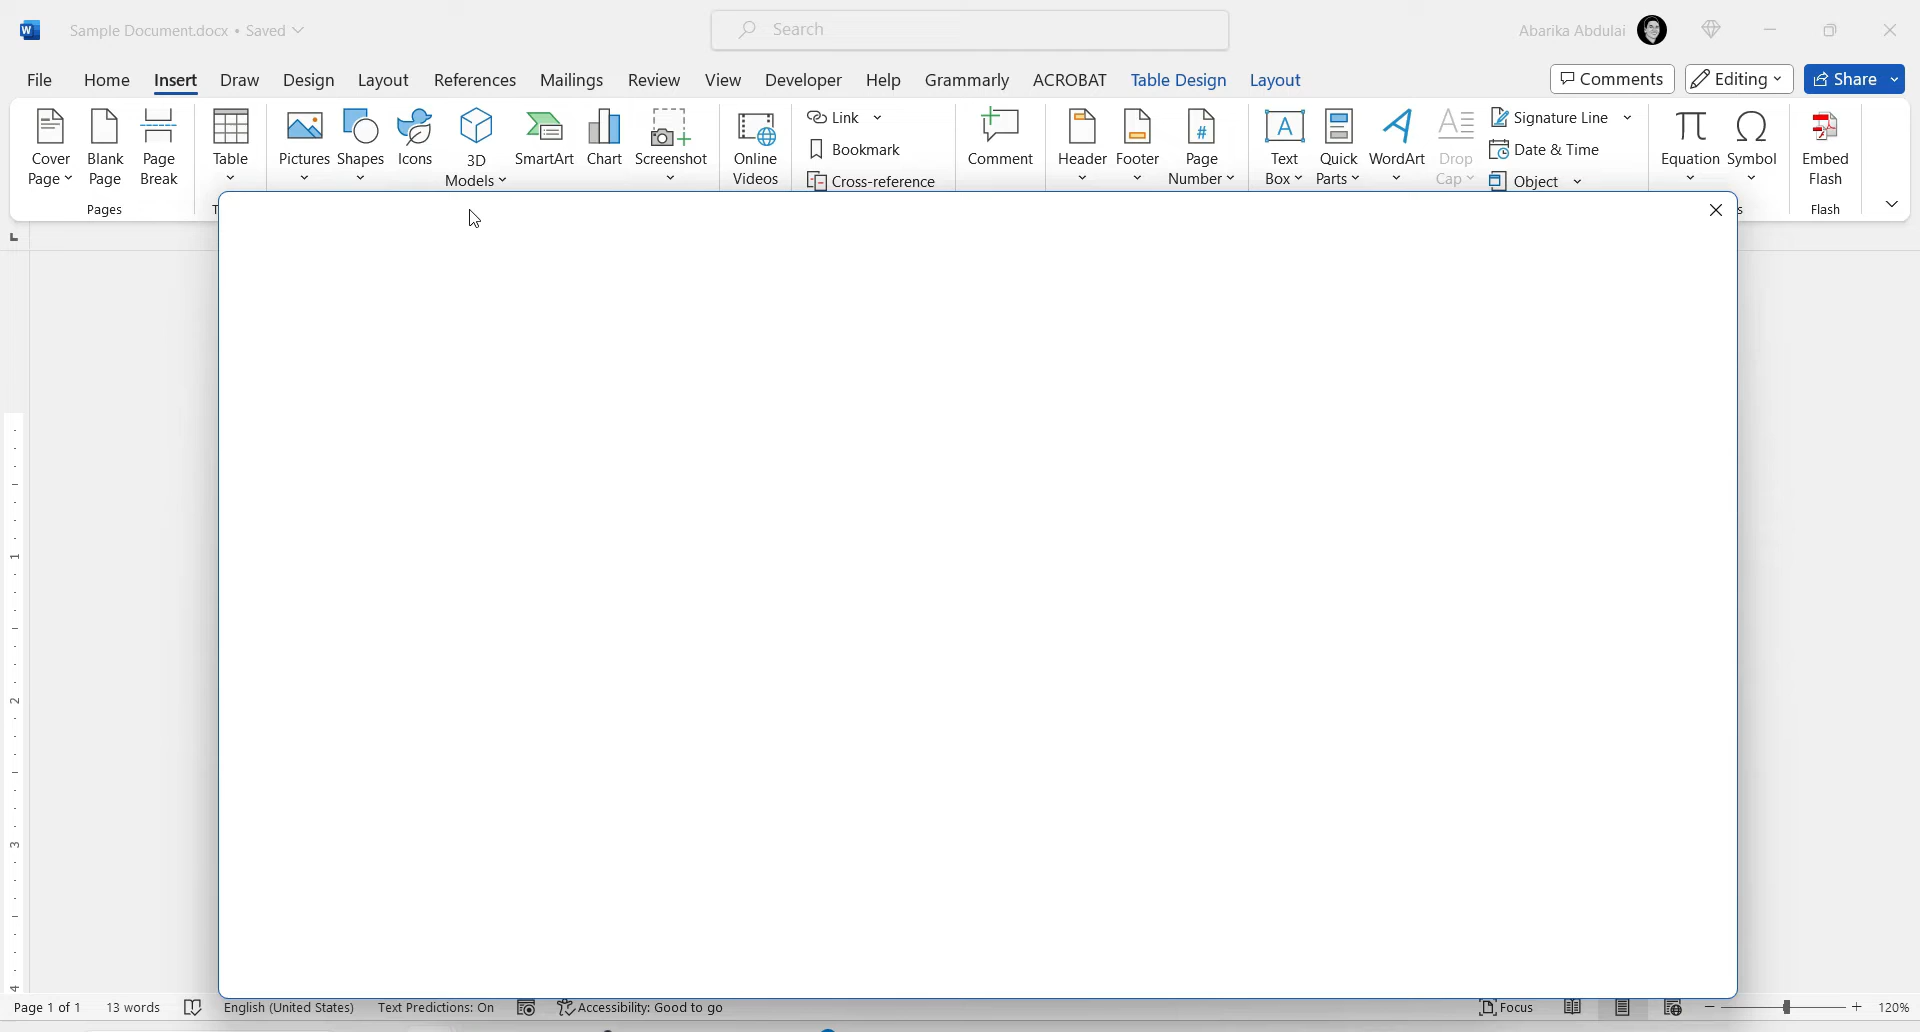 Sample Document.docx • Saved
Search
Abarika Abdulai
File Home Insert Draw Design Layout References Mailings Review View Developer Help Grammarly ACROBAT Table Design Layout
Comments
Editing
Share
Cover
Page
Blank
Page
Page
Break
Table
Pictures
Shapes
Icons
3D
Models
SmartArt
Chart
Screenshot
Online
Videos
Link
Bookmark
Cross-reference
Comment
Header
Footer
Page
Number
Text
Box
Quick
Parts
WordArt
Drop
Cap
Signature Line
Date & Time
Object
Equation
Symbol
Embed
Flash
Pages
Flash
1
2
3
4
Page 1 of 1 13 words English (United States) Text Predictions: On Accessibility: Good to go Focus 120%